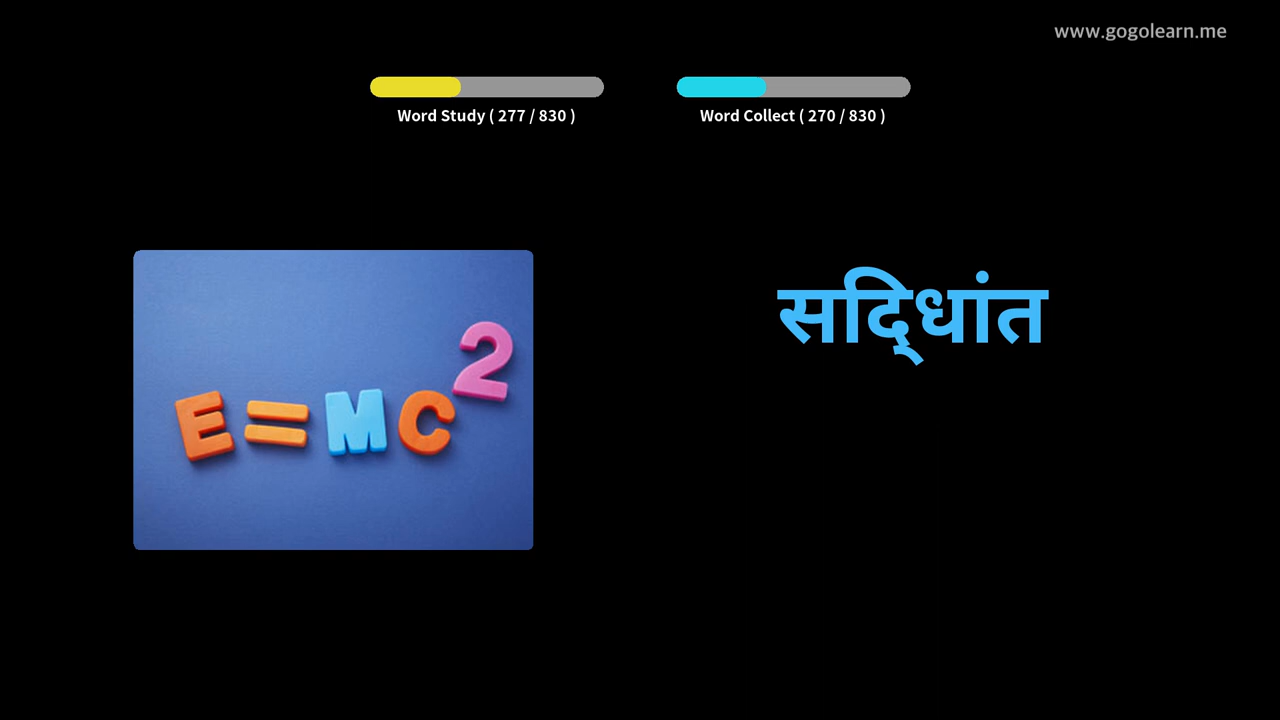 www.gogolearn.me
Word Study ( 277 / 830 )
Word Collect ( 270 / 830 )
सदि्धांत
E=MC²